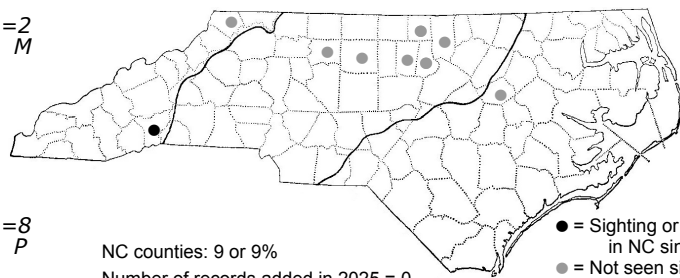 =2
M
=8
P
NC counties: 9 or 9%
Number of records added in 2025 = 0
● = Sighting or
in NC sin
● = Not seen si